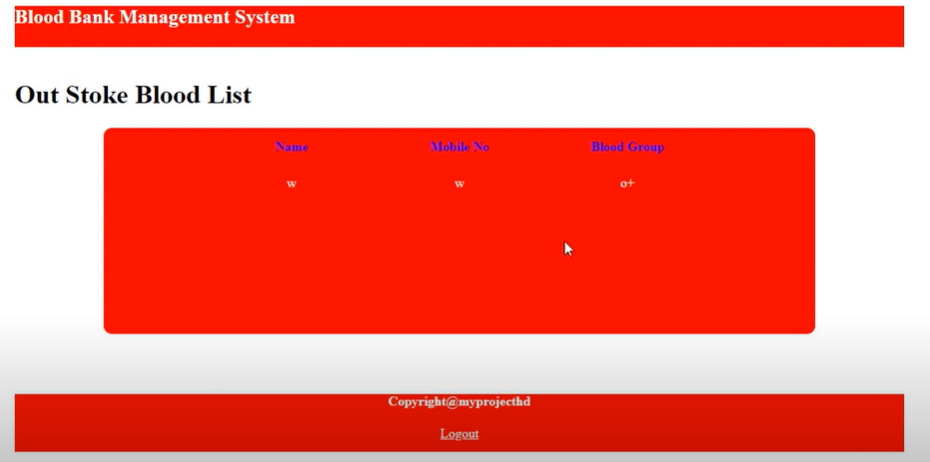 Blood Bank Management System
Out Stoke Blood List
Name Mobile No Blood Group
w w o+
Copyright@myprojecthd
Logout